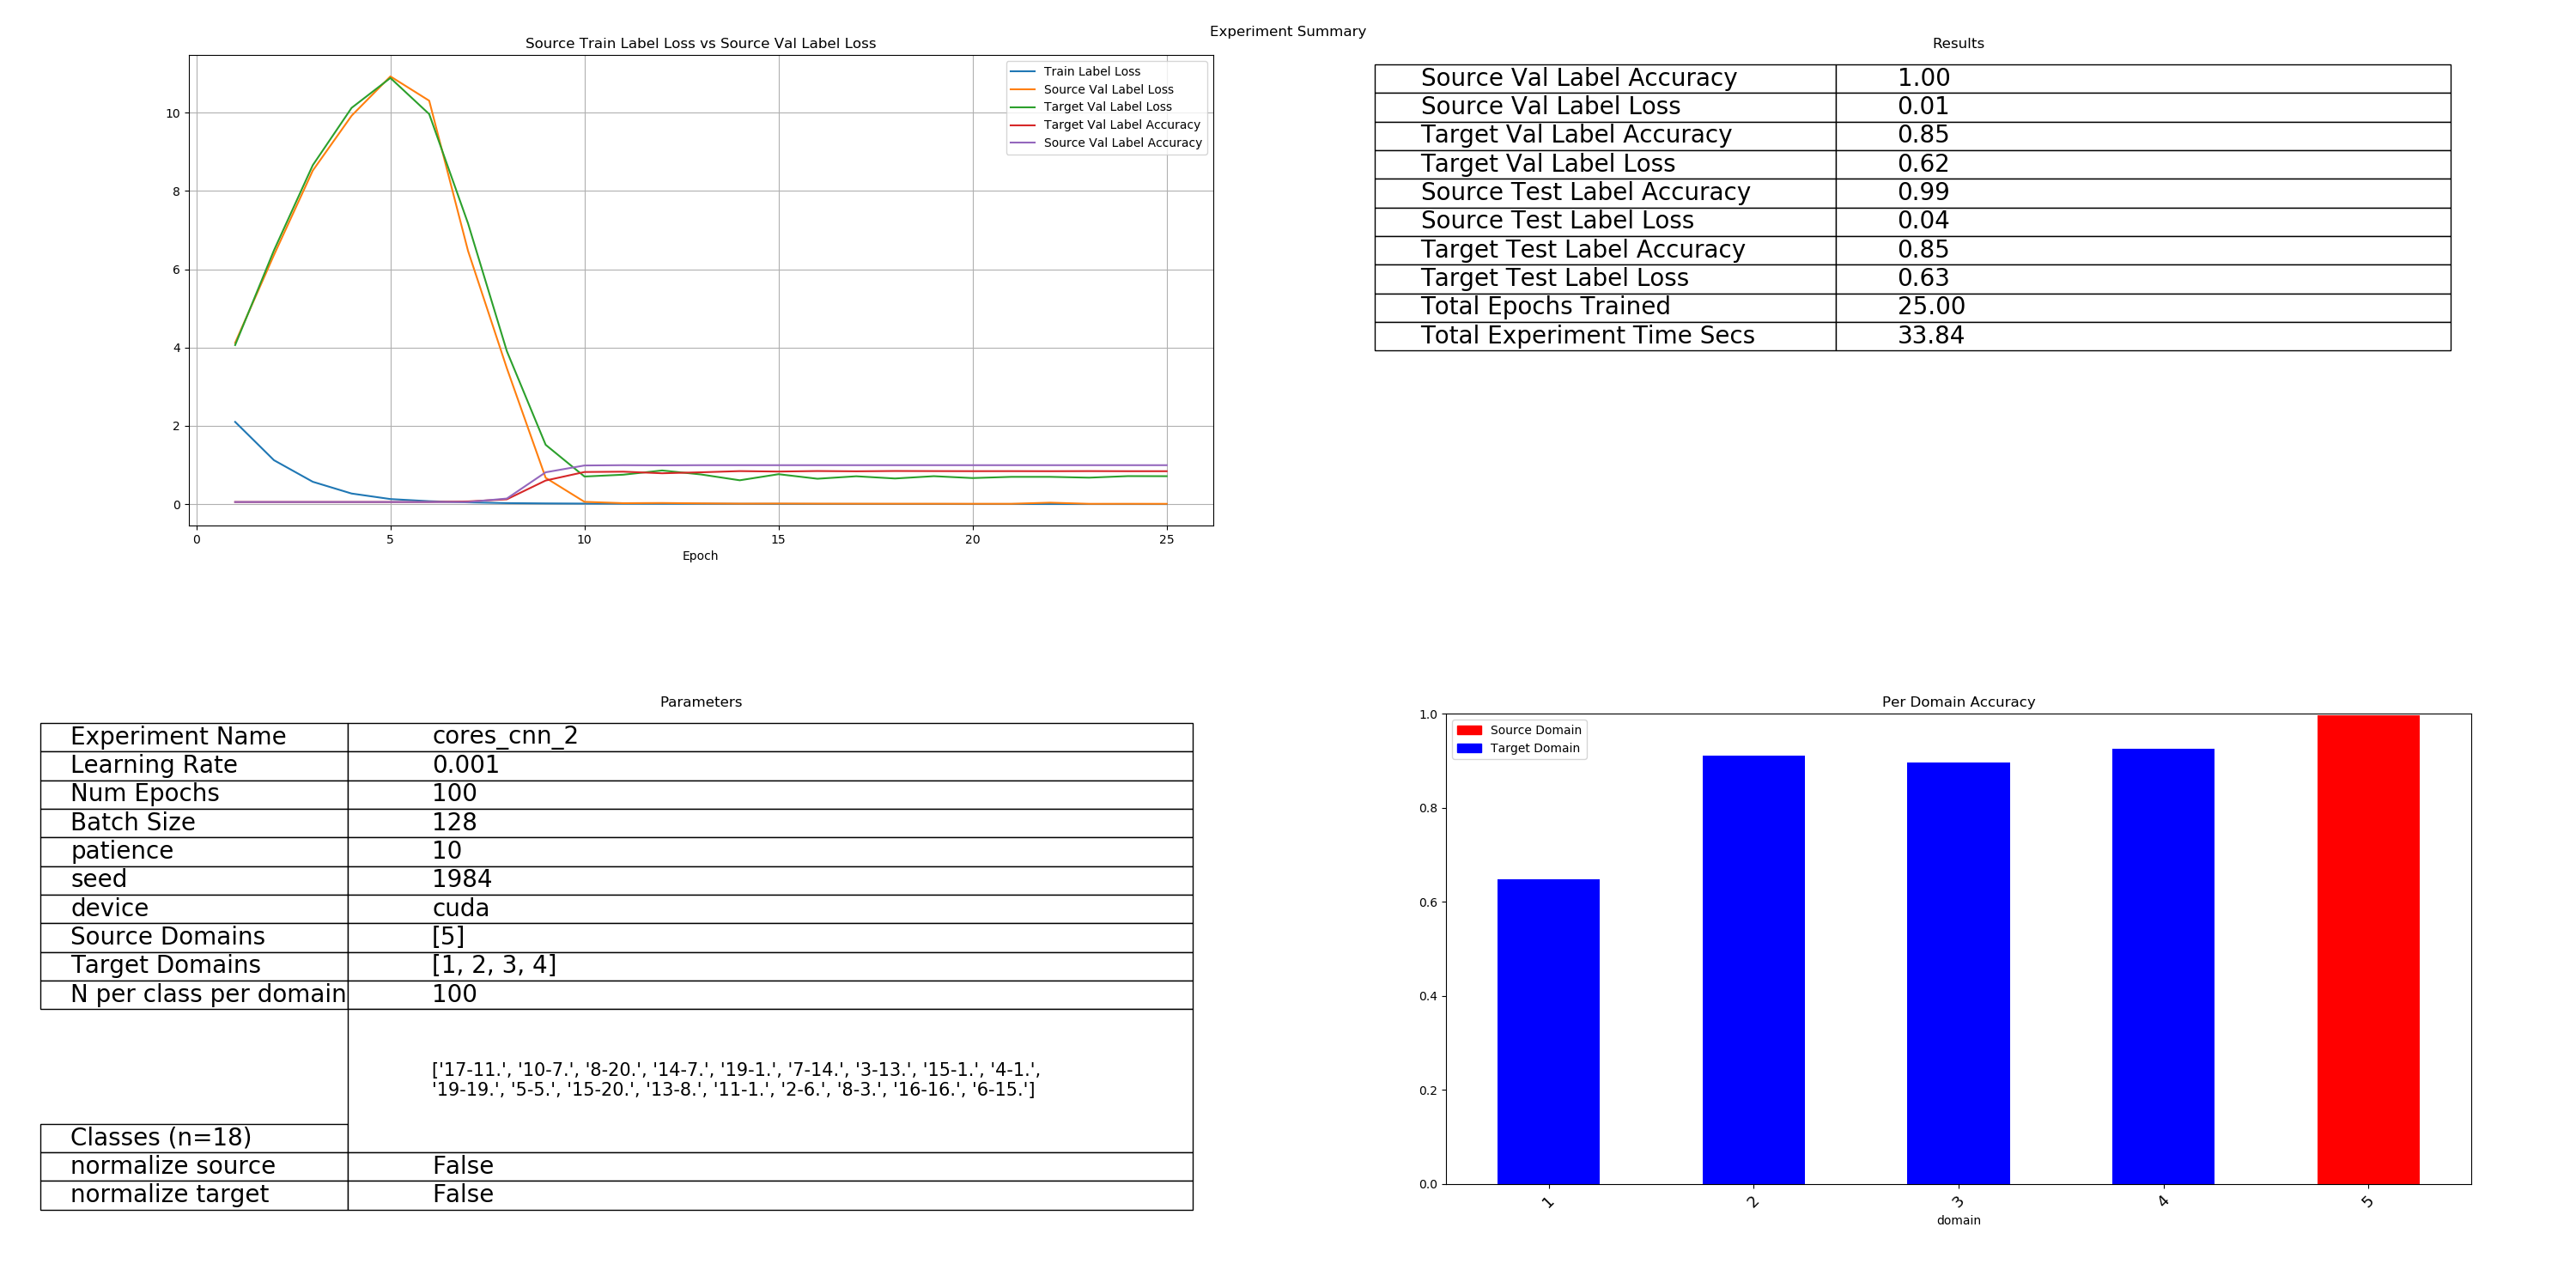 Experiment Summary
Source Train Label Loss vs Source Val Label Loss
Train Label Loss
Source Val Label Loss
Target Val Label Loss
Target Val Label Accuracy
Source Val Label Accuracy
10
8
6
4
2
0
0 5 10 15 20 25
Epoch
Results
Source Val Label Accuracy 1.00
Source Val Label Loss 0.01
Target Val Label Accuracy 0.85
Target Val Label Loss 0.62
Source Test Label Accuracy 0.99
Source Test Label Loss 0.04
Target Test Label Accuracy 0.85
Target Test Label Loss 0.63
Total Epochs Trained 25.00
Total Experiment Time Secs 33.84
Parameters
Experiment Name cores_cnn_2
Learning Rate 0.001
Num Epochs 100
Batch Size 128
patience 10
seed 1984
device cuda
Source Domains [5]
Target Domains [1, 2, 3, 4]
N per class per domain 100
['17-11.', '10-7.', '8-20.', '14-7.', '19-1.', '7-14.', '3-13.', '15-1.', '4-1.',
'19-19.', '5-5.', '15-20.', '13-8.', '11-1.', '2-6.', '8-3.', '16-16.', '6-15.']
Classes (n=18)
normalize source False
normalize target False
Per Domain Accuracy
Source Domain
Target Domain
1.0
0.8
0.6
0.4
0.2
0.0
1 2 3 4 5
domain